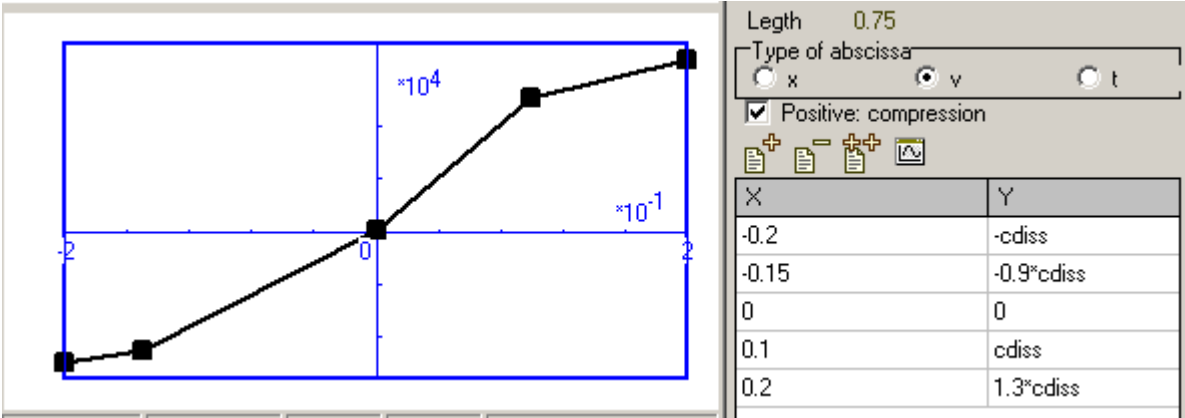 *10^4
*10^-1
-2 0 2
Legth 0.75
Type of abscissa
x v t
Positive: compression
X Y
-0.2 -cdiss
-0.15 -0.9*cdiss
0 0
0.1 cdiss
0.2 1.3*cdiss